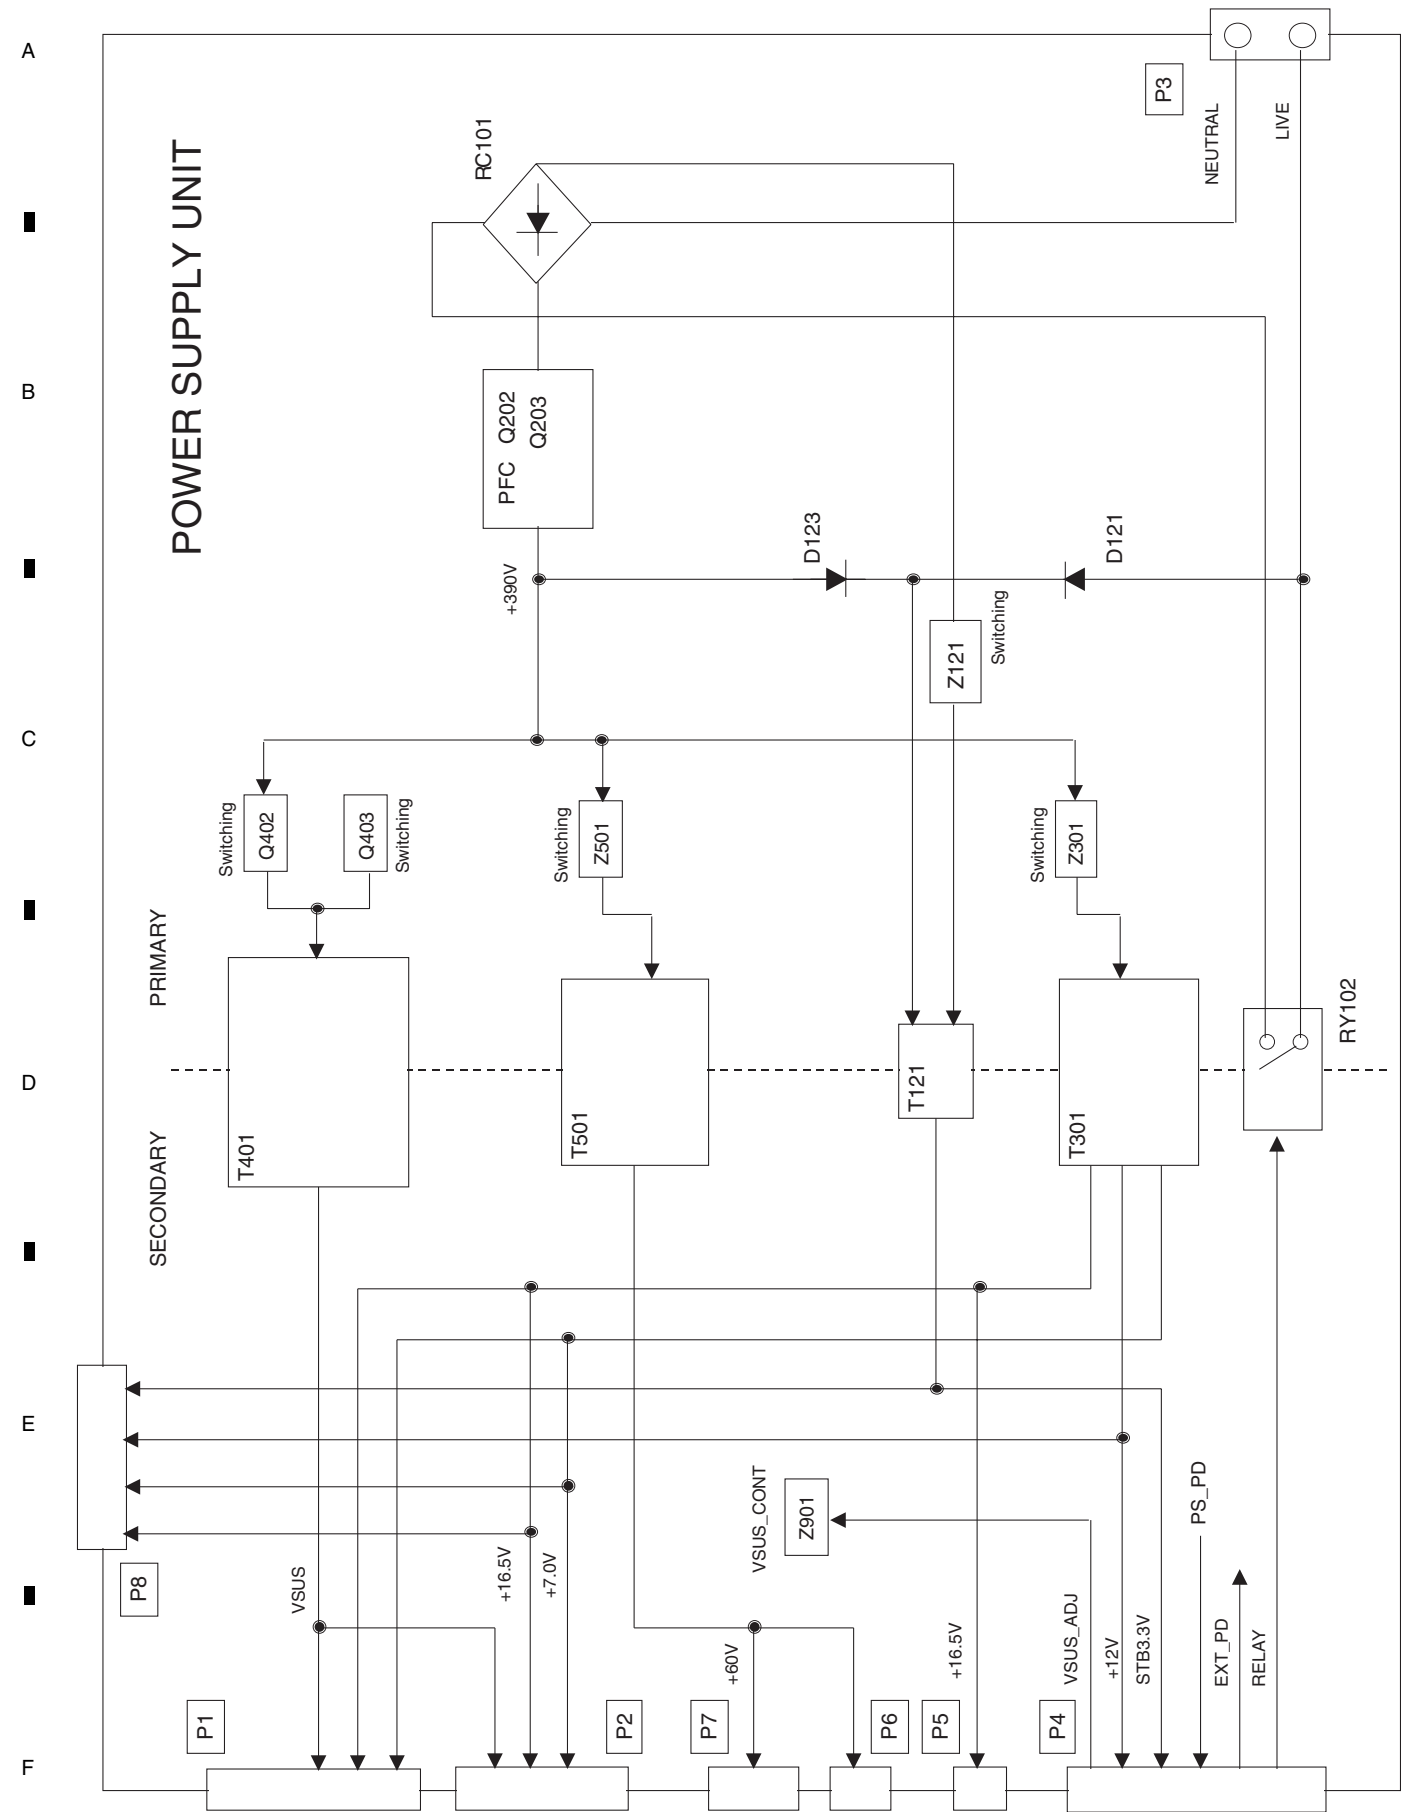 A
B
C
D
E
F
POWER SUPPLY UNIT
P3
NEUTRAL
LIVE
RC101
PFC Q202
Q203
+390V
D123
D121
Z121
Switching
Switching
Q402
Q403
Switching
Switching
Z501
Switching
Z301
PRIMARY
SECONDARY
T401
T501
T121
T301
RY102
P8
VSUS
+16.5V
+7.0V
VSUS_CONT
Z901
+60V
+16.5V
VSUS_ADJ
+12V
STB3.3V
PS_PD
EXT_PD
RELAY
P1
P2
P7
P6
P5
P4